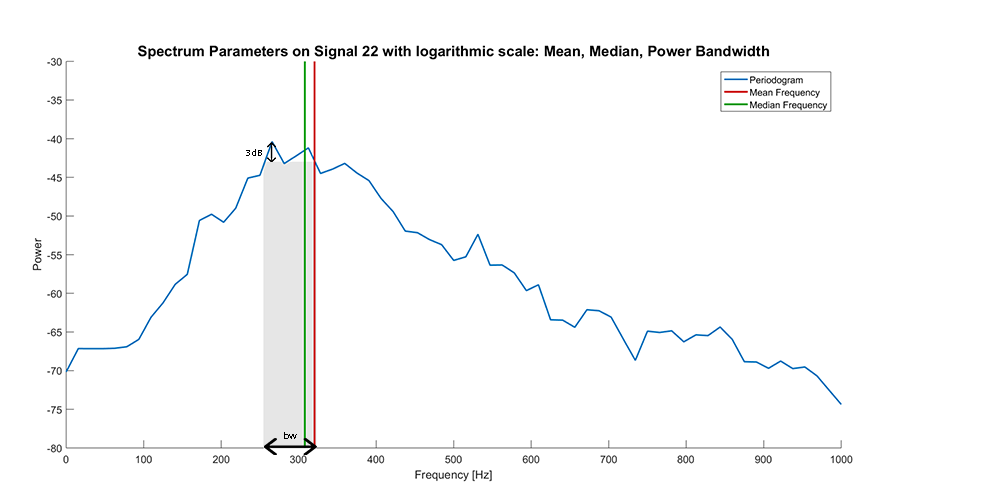 Spectrum Parameters on Signal 22 with logarithmic scale: Mean, Median, Power Bandwidth
-30
-35
-40
-45
-50
-55
-60
-65
-70
-75
-80
Power
Periodogram
Mean Frequency
Median Frequency
3dB
bw
0 100 200 300 400 500 600 700 800 900 1000
Frequency [Hz]